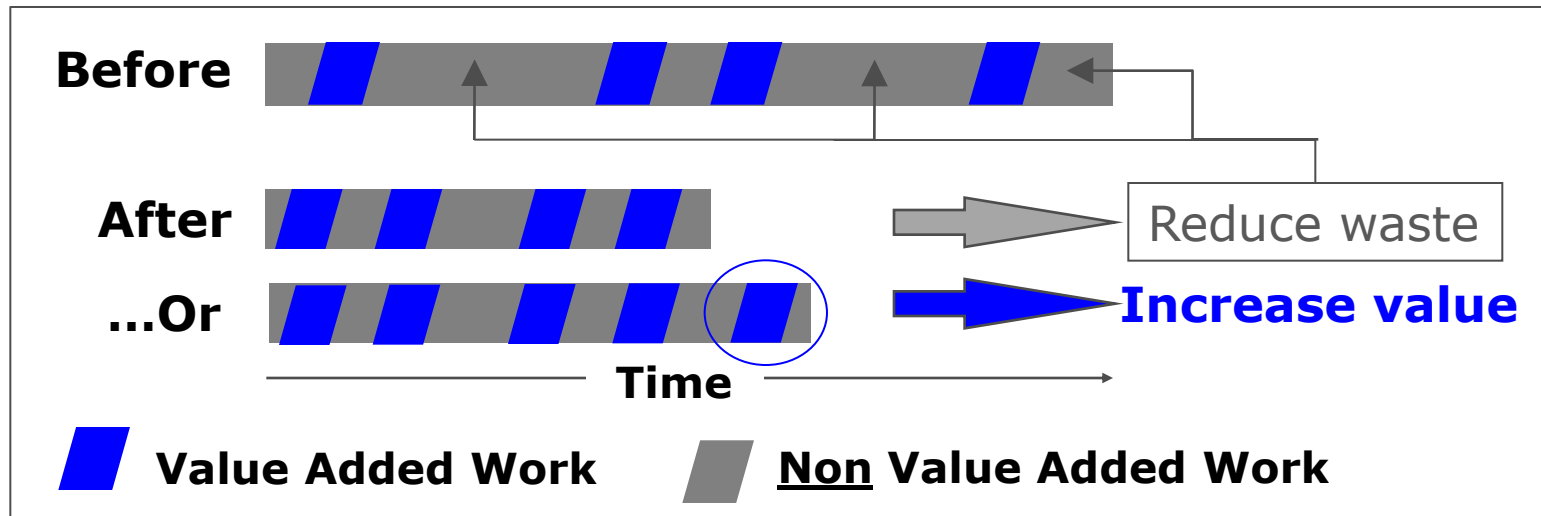 Before
After
Reduce waste
...Or
Increase value
Time
Value Added Work
Non Value Added Work